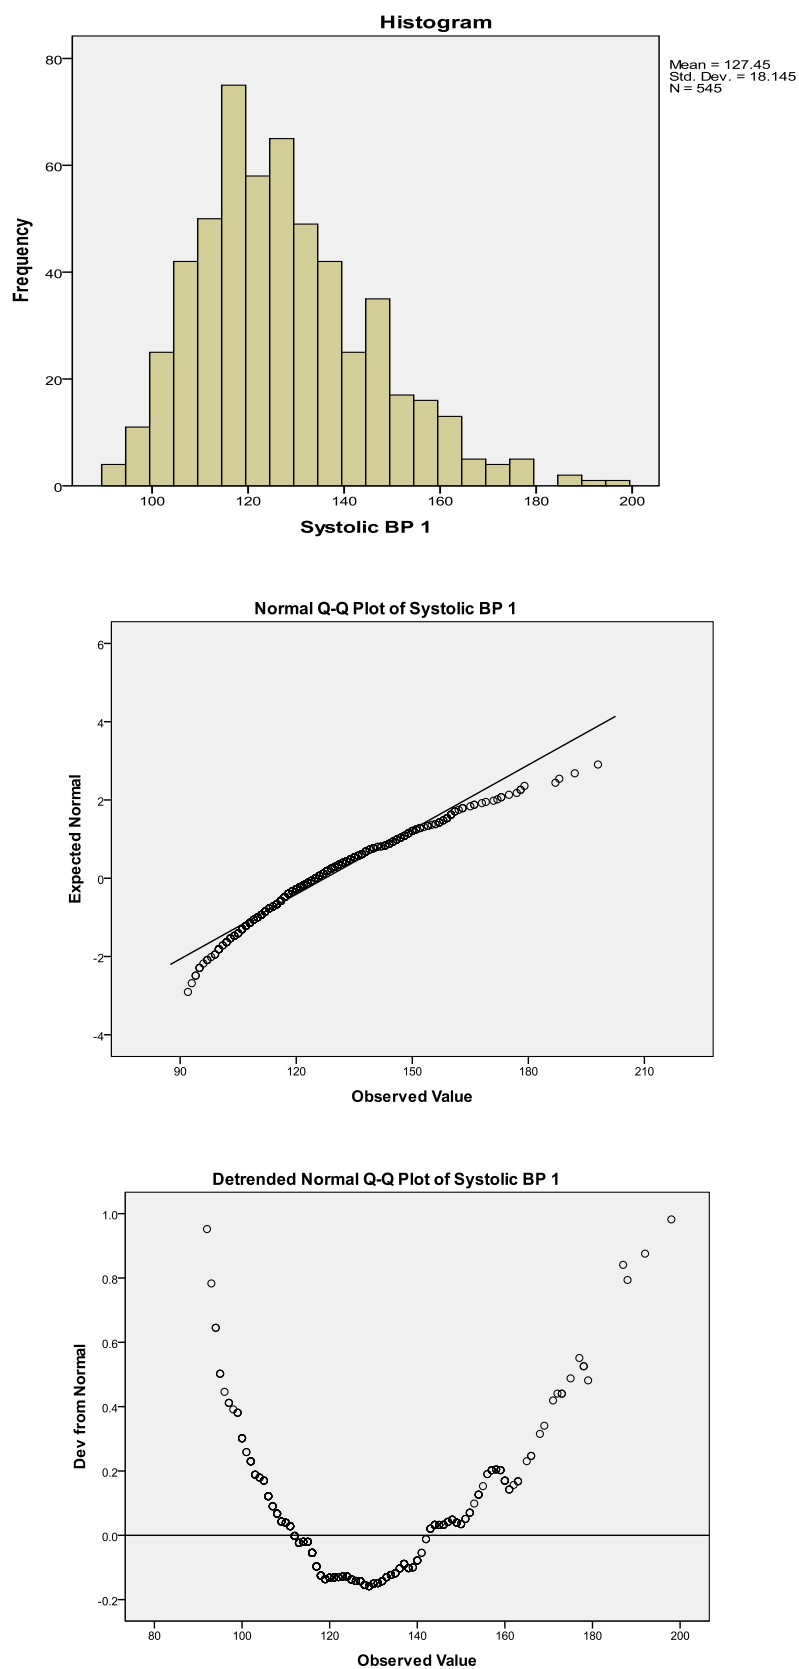 Histogram
80
60
40
20
0
Frequency
100 120 140 160 180 200
Systolic BP 1
Mean = 127.45
Std. Dev. = 18.145
N = 545
Normal Q-Q Plot of Systolic BP 1
6
4
2
0
-2
-4
Expected Normal
90 120 150 180 210
Observed Value
Detrended Normal Q-Q Plot of Systolic BP 1
1.0
0.8
0.6
0.4
0.2
0.0
-0.2
Dev from Normal
80 100 120 140 160 180 200
Observed Value